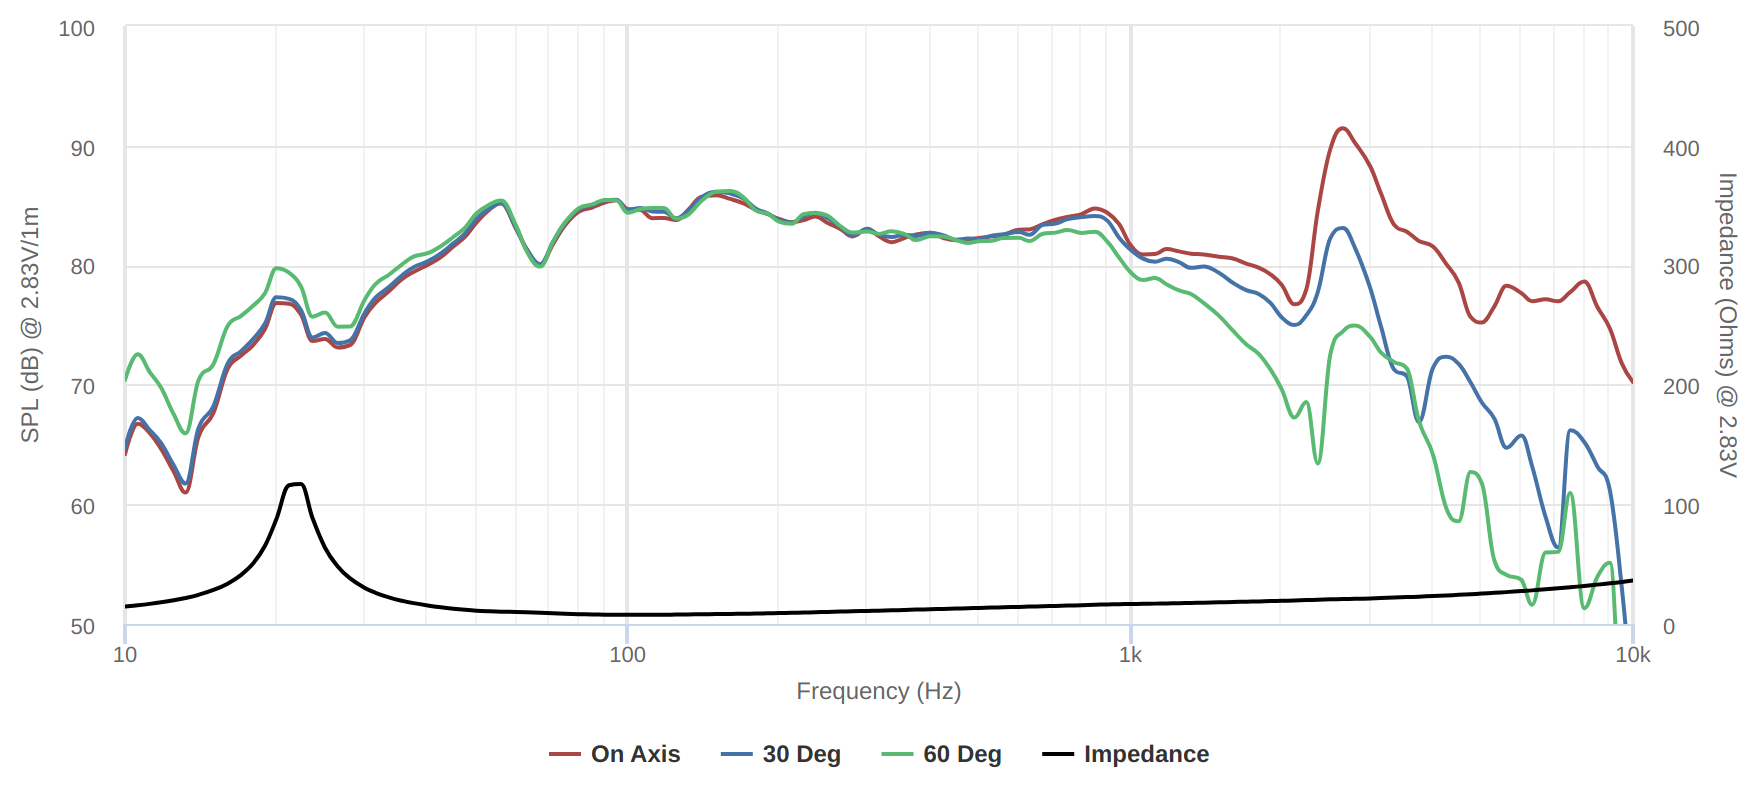 100
90
80
70
60
50
SPL (dB) @ 2.83V/1m
500
400
300
200
100
0
Impedance (Ohms) @ 2.83V
10
100
1k
10k
Frequency (Hz)
On Axis
30 Deg
60 Deg
Impedance